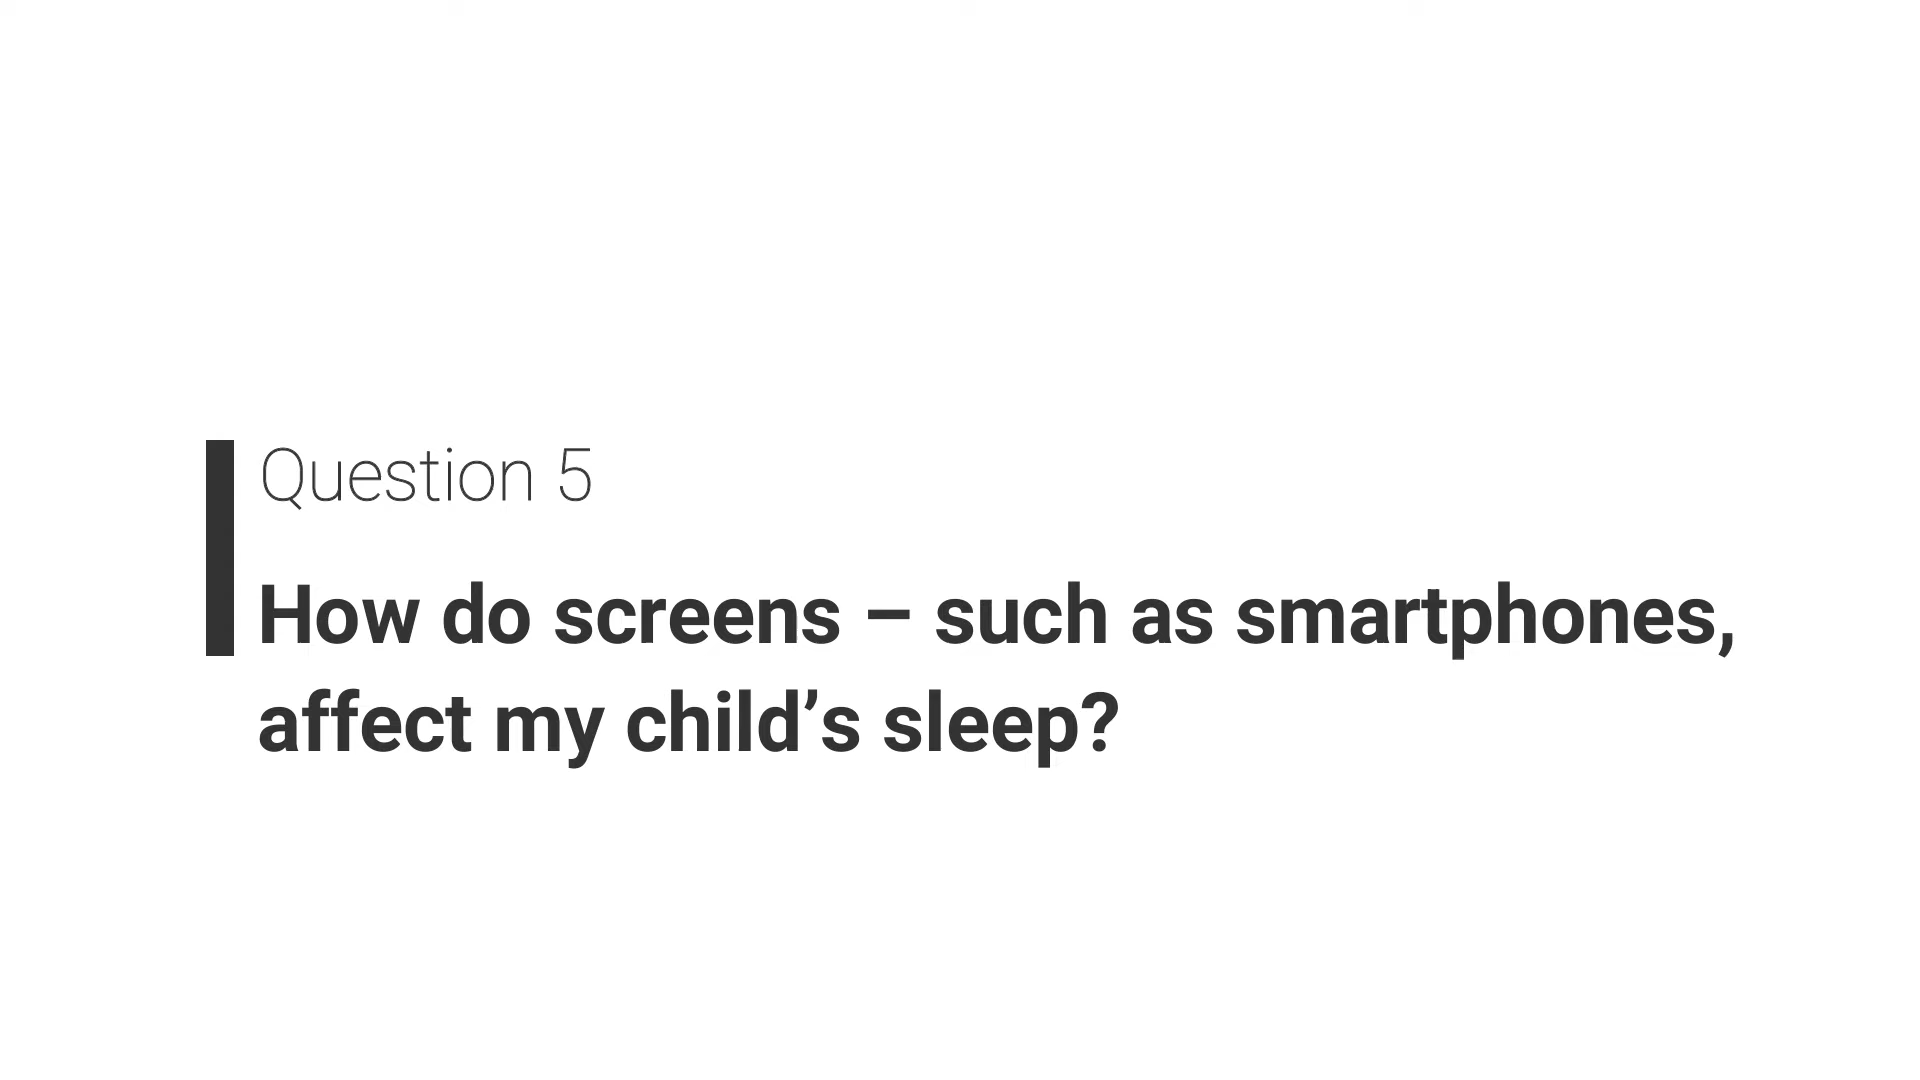 Question 5
How do screens – such as smartphones,
affect my child’s sleep?